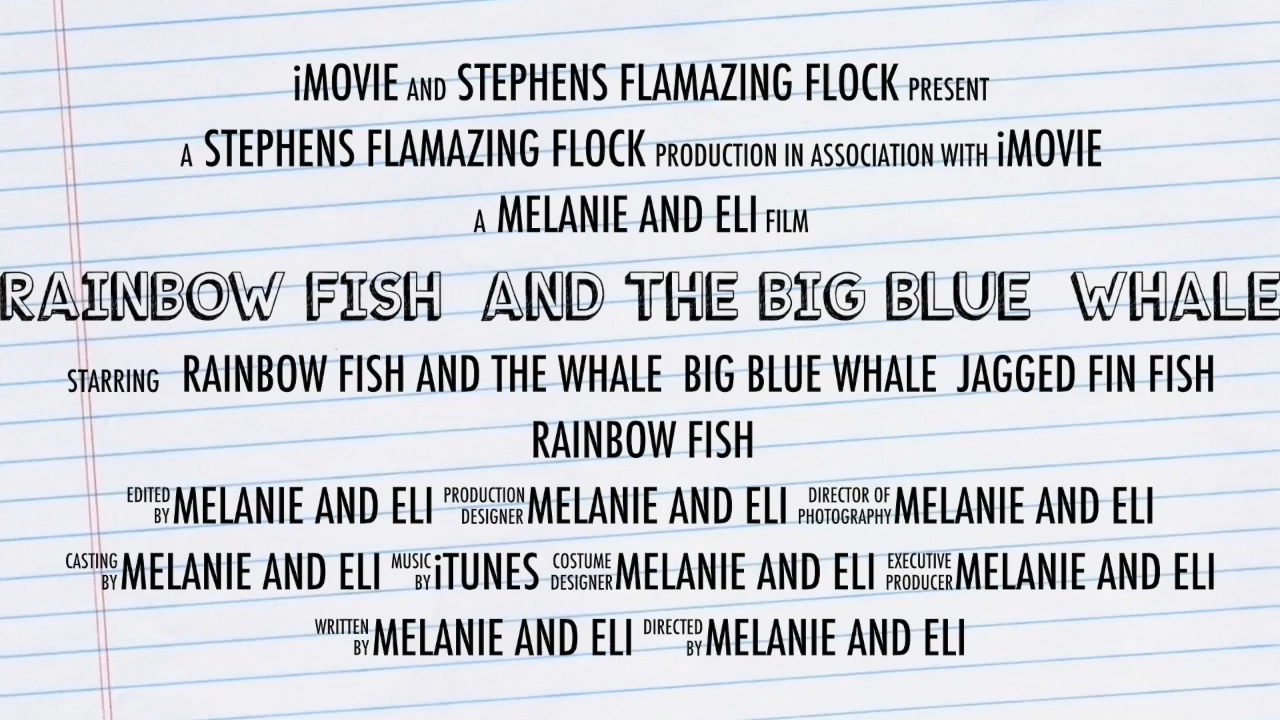 iMOVIE AND STEPHENS FLAMAZING FLOCK PRESENT
A STEPHENS FLAMAZING FLOCK PRODUCTION IN ASSOCIATION WITH iMOVIE
A MELANIE AND ELI FILM
RAINBOW FISH AND THE BIG BLUE WHALE
STARRING RAINBOW FISH AND THE WHALE BIG BLUE WHALE JAGGED FIN FISH
RAINBOW FISH
EDITED BY MELANIE AND ELI PRODUCTION DESIGNER MELANIE AND ELI DIRECTOR OF PHOTOGRAPHY MELANIE AND ELI
CASTING BY MELANIE AND ELI MUSIC BY iTUNES COSTUME DESIGNER MELANIE AND ELI EXECUTIVE PRODUCER MELANIE AND ELI
WRITTEN BY MELANIE AND ELI DIRECTED BY MELANIE AND ELI